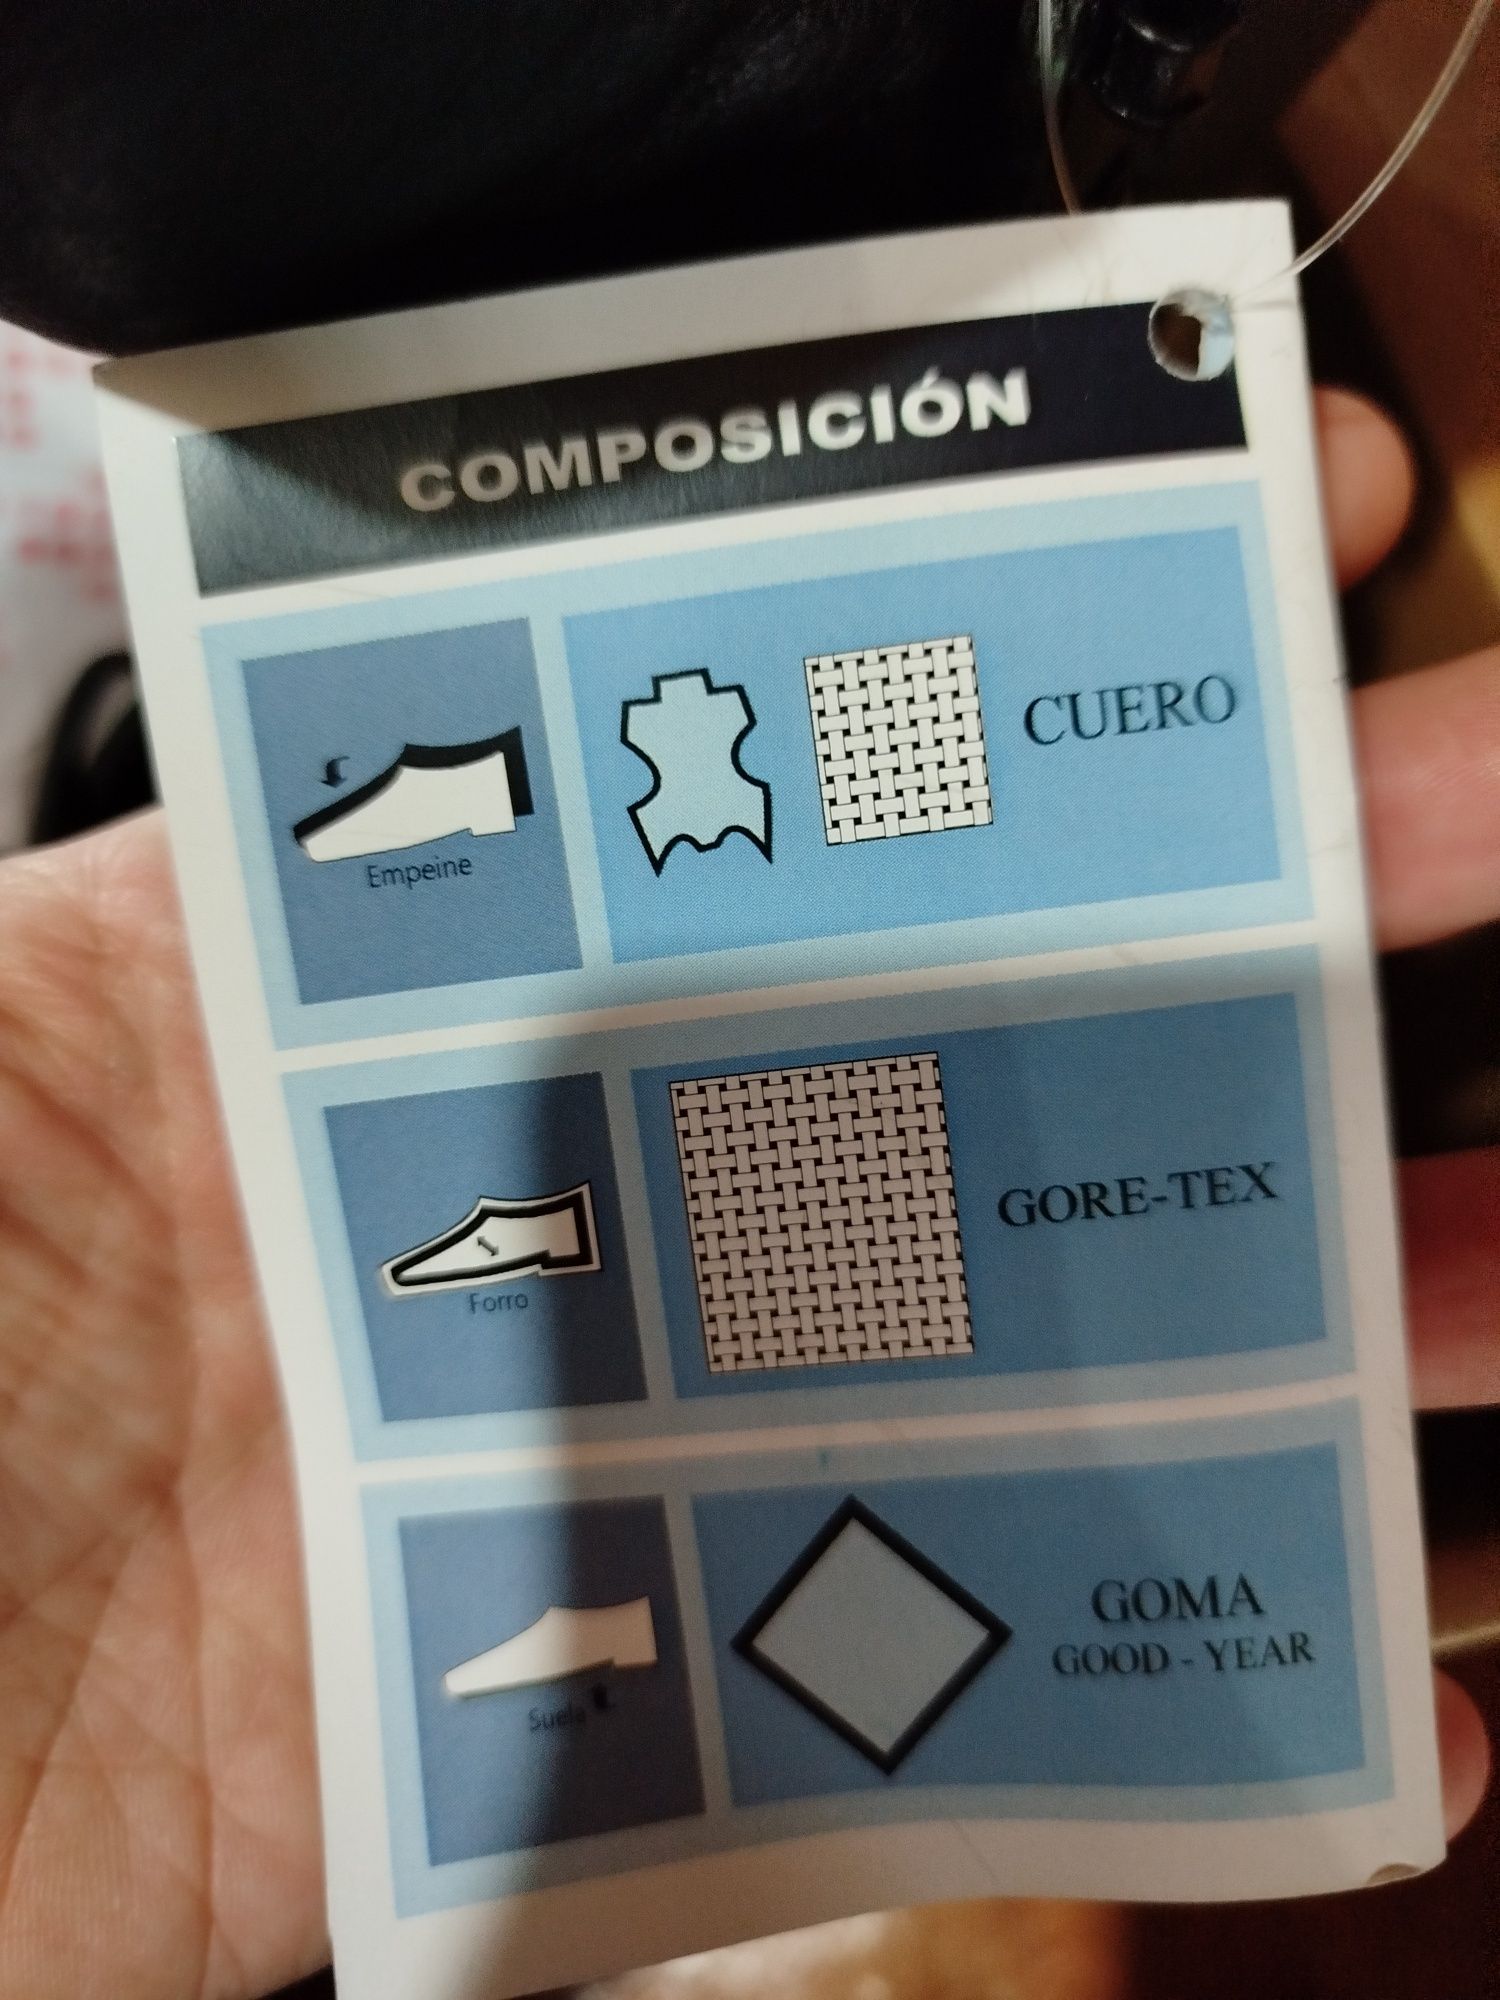 COMPOSICIÓN
Empeine
CUERO
Forro
GORE-TEX
Suela
GOMA
GOOD - YEAR